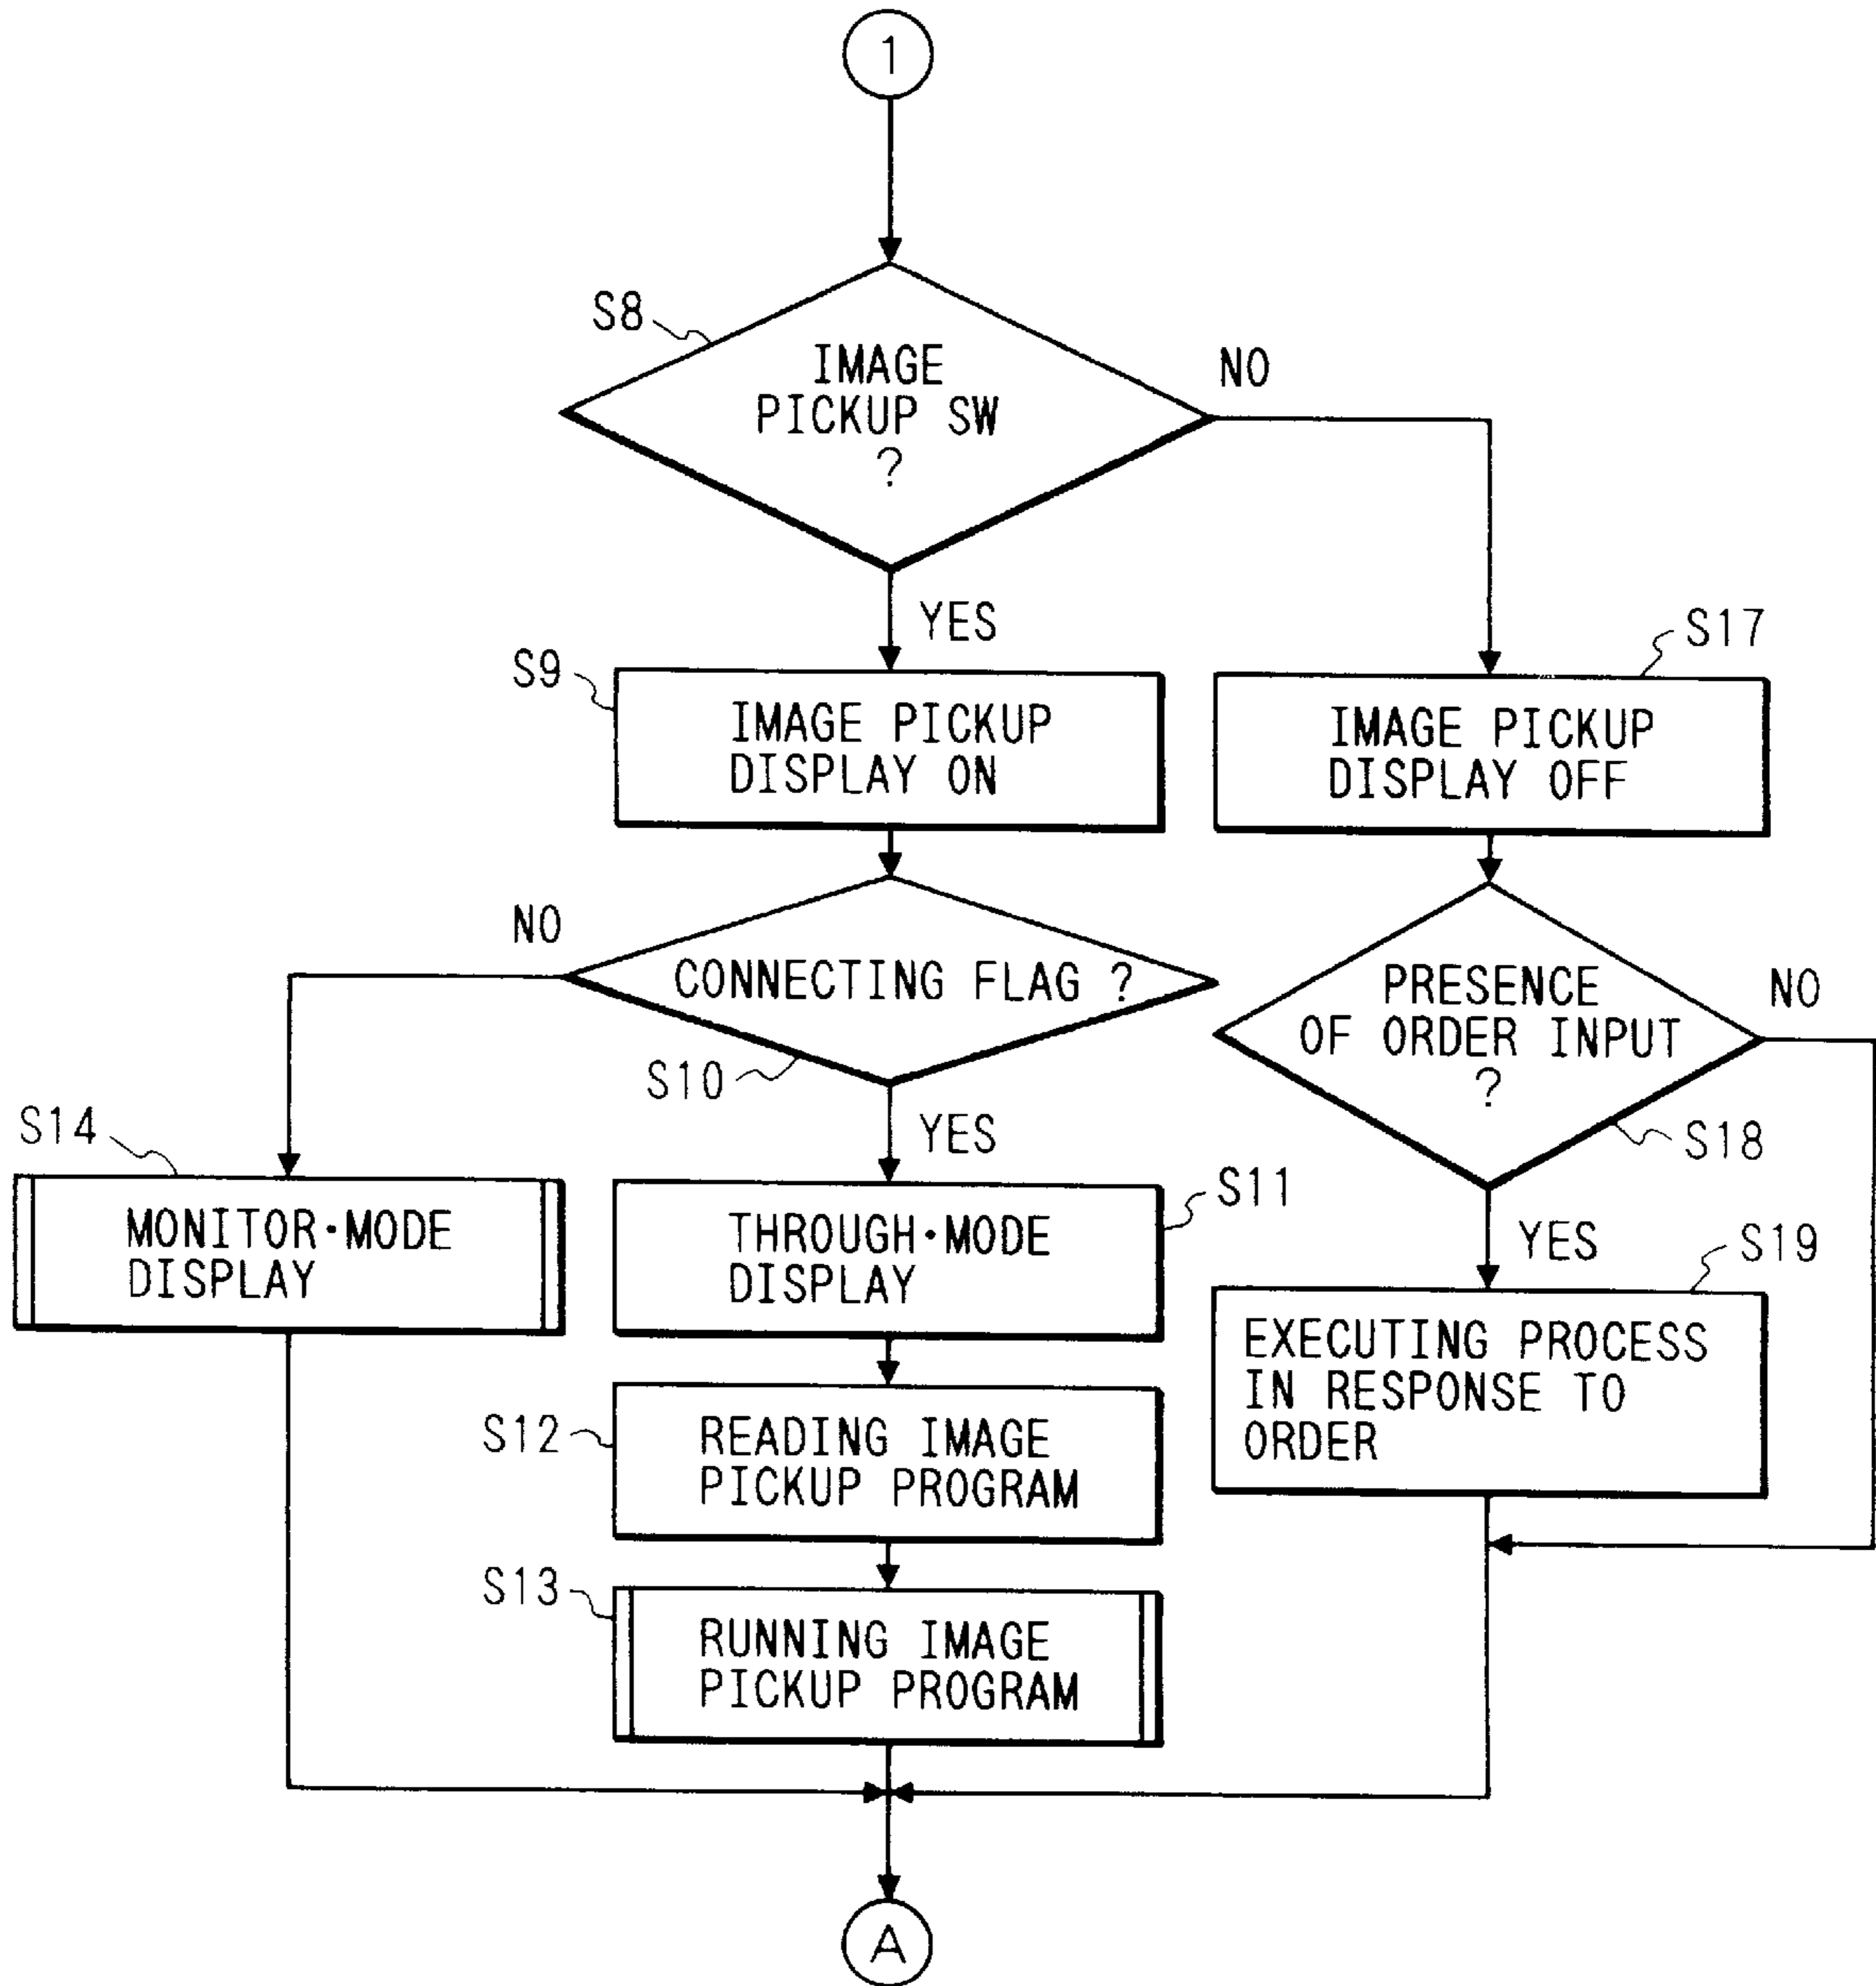 1
S8
IMAGE
PICKUP SW
?
NO
YES
S9
IMAGE PICKUP
DISPLAY ON
S17
IMAGE PICKUP
DISPLAY OFF
NO
CONNECTING FLAG ?
S10
YES
PRESENCE
OF ORDER INPUT
?
NO
S18
YES
S14
MONITOR·MODE
DISPLAY
S11
THROUGH·MODE
DISPLAY
S19
EXECUTING PROCESS
IN RESPONSE TO
ORDER
S12
READING IMAGE
PICKUP PROGRAM
S13
RUNNING IMAGE
PICKUP PROGRAM
A